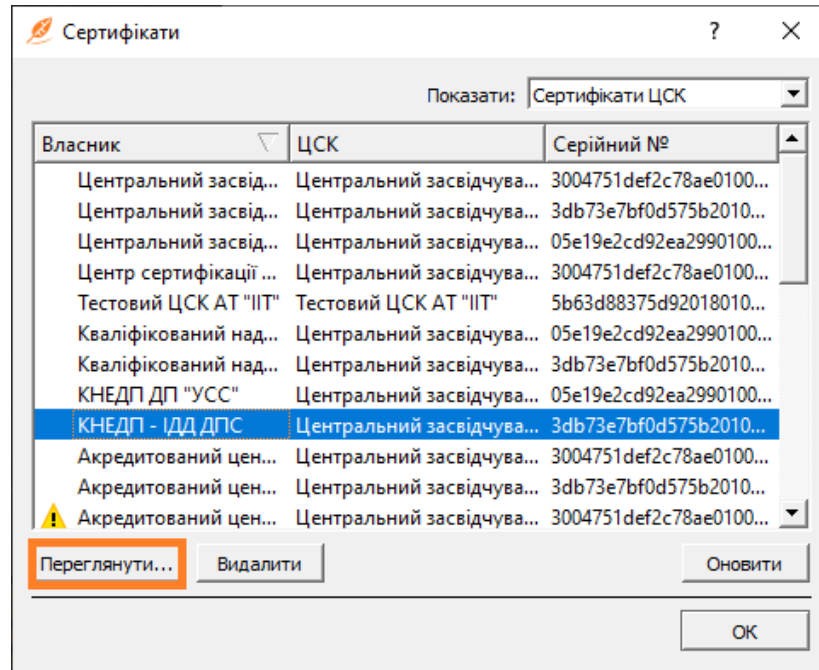 Сертифікати ?
Показати: Сертифікати ЦСК
Власник ЦСК Серійний №
Центральний засвід... Центральний засвідчува... 3004751def2c78ae0100...
Центральний засвід... Центральний засвідчува... 3db73e7bf0d575b2010...
Центральний засвід... Центральний засвідчува... 05e19e2cd92ea2990100...
Центр сертифікації ... Центральний засвідчува... 3004751def2c78ae0100...
Тестовий ЦСК АТ "ІІТ" Тестовий ЦСК АТ "ІІТ" 5b63d88375d92018010...
Кваліфікований над... Центральний засвідчува... 05e19e2cd92ea2990100...
Кваліфікований над... Центральний засвідчува... 3db73e7bf0d575b2010...
КНЕДП ДП "УСС" Центральний засвідчува... 05e19e2cd92ea2990100...
КНЕДП - ІДД ДПС Центральний засвідчува... 3db73e7bf0d575b2010...
Акредитований цен... Центральний засвідчува... 3004751def2c78ae0100...
Акредитований цен... Центральний засвідчува... 3db73e7bf0d575b2010...
Акредитований цен... Центральний засвідчува... 3004751def2c78ae0100...
Переглянути... Видалити Оновити
ОК